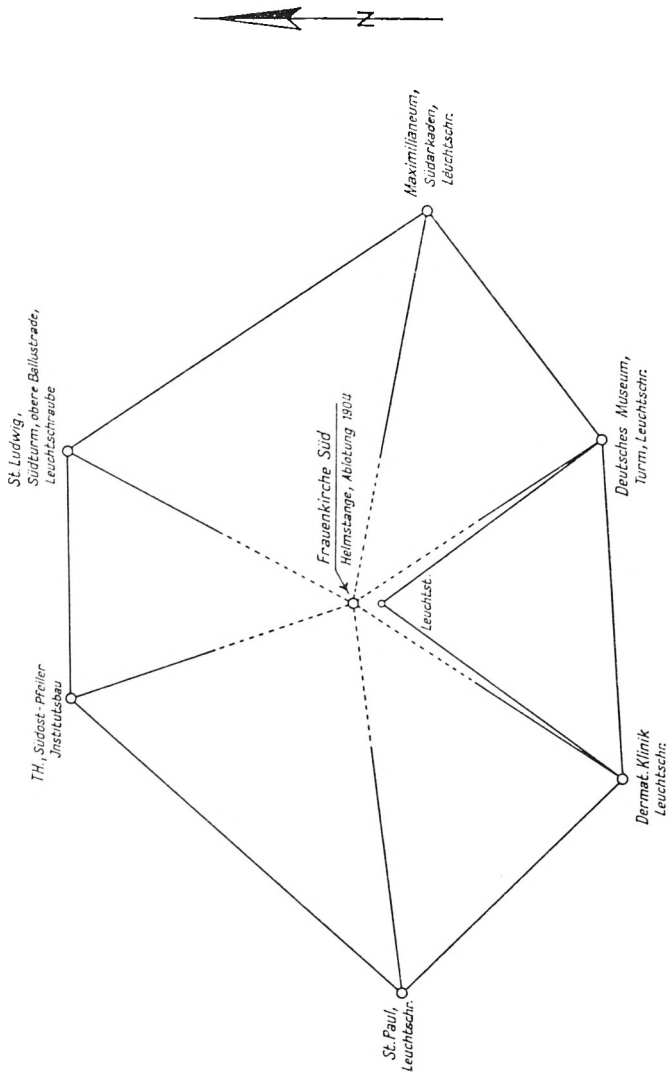 N
Maximilianeum,
Südarkaden,
Leuchtschr.
St. Ludwig,
Südturm, obere Ballustrade,
Leuchtschraube
Frauenkirche Süd
Helmstange, Ablotung 1904
Deutsches Museum,
Turm, Leuchtschr.
Leuchtst.
TH., Südost-Pfeiler
Institutsbau
Dermat. Klinik
Leuchtschr.
St. Paul,
Leuchtschr.